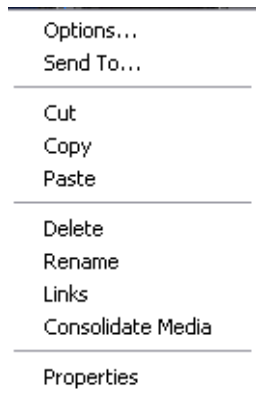 Options...
Send To...
Cut
Copy
Paste
Delete
Rename
Links
Consolidate Media
Properties